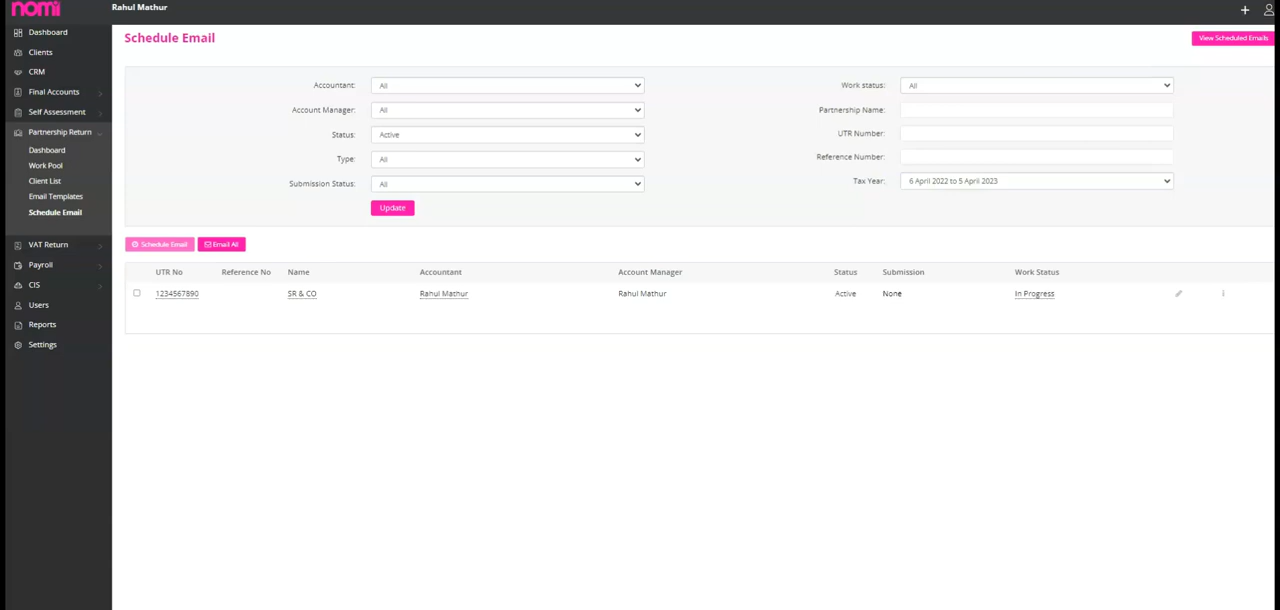 nomi
Rahul Mathur
Dashboard
Clients
CRM
Final Accounts
Self Assessment
Partnership Return
Dashboard
Work Pool
Client List
Email Templates
Schedule Email
VAT Return
Payroll
CIS
Users
Reports
Settings
Schedule Email
View Scheduled Emails
Accountant: All
Work status: All
Account Manager: All
Partnership Name:
Status: Active
UTR Number:
Type: All
Reference Number:
Submission Status: All
Tax Year: 6 April 2022 to 5 April 2023
Update
Schedule Email Email All
UTR No Reference No Name Accountant Account Manager Status Submission Work Status
1234567890 SR & CO Rahul Mathur Rahul Mathur Active None In Progress